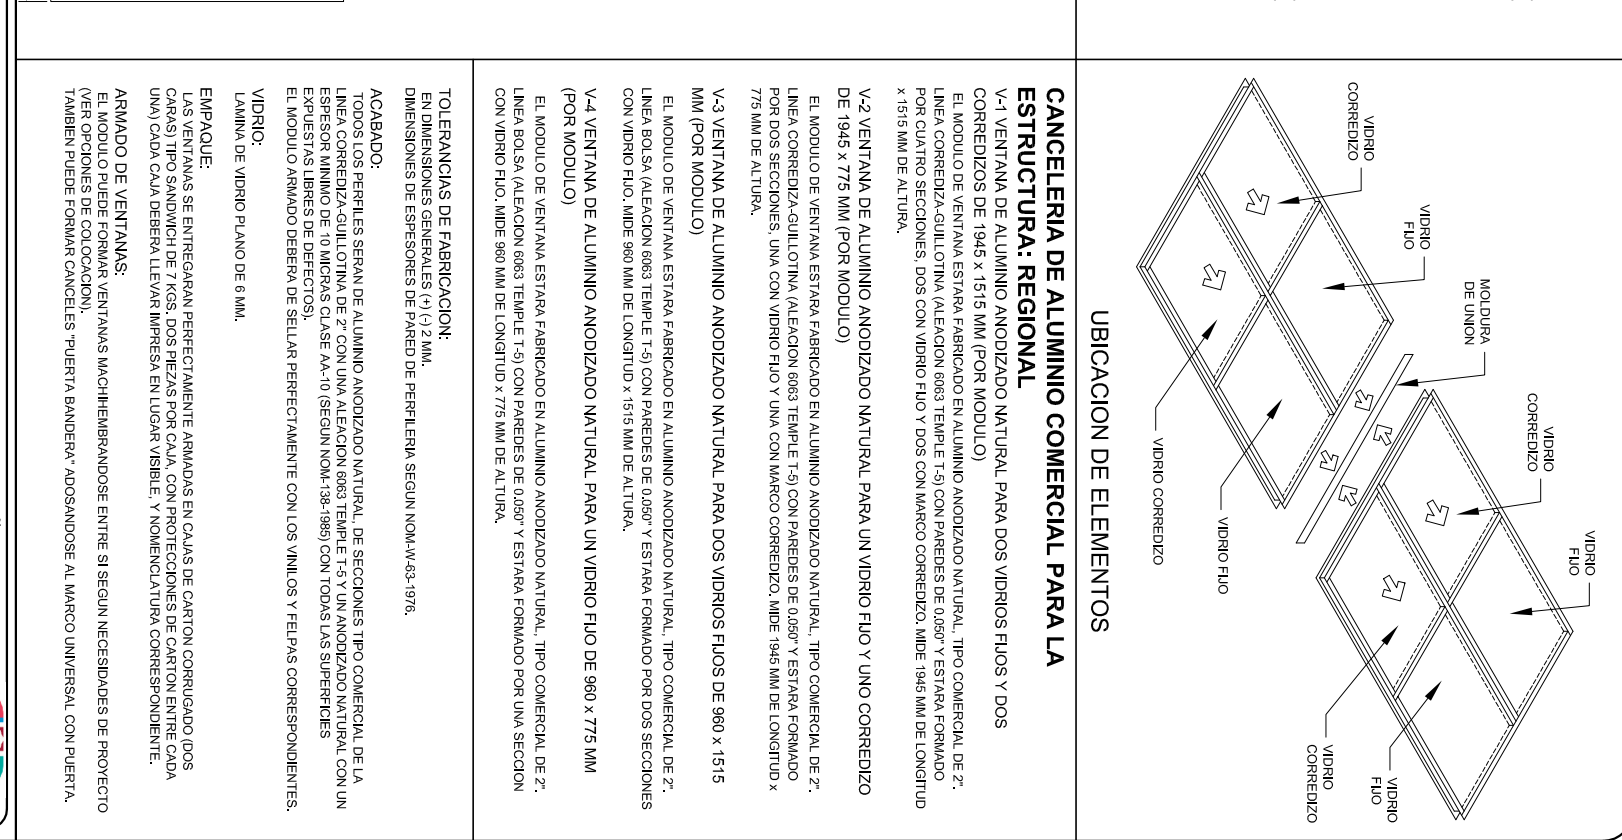 VIDRIO
CORREDIZO
VIDRIO
FIJO
MOLDURA
DE UNION
VIDRIO
CORREDIZO
VIDRIO
FIJO
VIDRIO CORREDIZO
VIDRIO FIJO
VIDRIO
CORREDIZO
VIDRIO
FIJO
UBICACION DE ELEMENTOS
CANCELERIA DE ALUMINIO COMERCIAL PARA LA
ESTRUCTURA: REGIONAL
V-1 VENTANA DE ALUMINIO ANODIZADO NATURAL PARA DOS VIDRIOS FIJOS Y DOS
CORREDIZOS DE 1945 x 1515 MM (POR MODULO)
EL MODULO DE VENTANA ESTARA FABRICADO EN ALUMINIO ANODIZADO NATURAL, TIPO COMERCIAL DE 2".
LINEA CORREDIZA-GUILLOTINA (ALEACION 6063 TEMPLE T-5) CON PAREDES DE 0.050" Y ESTARA FORMADO
POR CUATRO SECCIONES, DOS CON VIDRIO FIJO Y DOS CON MARCO CORREDIZO. MIDE 1945 MM DE LONGITUD
x 1515 MM DE ALTURA.
V-2 VENTANA DE ALUMINIO ANODIZADO NATURAL PARA UN VIDRIO FIJO Y UNO CORREDIZO
DE 1945 x 775 MM (POR MODULO)
EL MODULO DE VENTANA ESTARA FABRICADO EN ALUMINIO ANODIZADO NATURAL, TIPO COMERCIAL DE 2".
LINEA CORREDIZA-GUILLOTINA (ALEACION 6063 TEMPLE T-5) CON PAREDES DE 0.050" Y ESTARA FORMADO
POR DOS SECCIONES, UNA CON VIDRIO FIJO Y UNA CON MARCO CORREDIZO. MIDE 1945 MM DE LONGITUD x
775 MM DE ALTURA.
V-3 VENTANA DE ALUMINIO ANODIZADO NATURAL PARA DOS VIDRIOS FIJOS DE 960 x 1515
MM (POR MODULO)
EL MODULO DE VENTANA ESTARA FABRICADO EN ALUMINIO ANODIZADO NATURAL, TIPO COMERCIAL DE 2".
LINEA BOLSA (ALEACION 6063 TEMPLE T-5) CON PAREDES DE 0.050" Y ESTARA FORMADO POR DOS SECCIONES
CON VIDRIO FIJO. MIDE 960 MM DE LONGITUD x 1515 MM DE ALTURA.
V-4 VENTANA DE ALUMINIO ANODIZADO NATURAL PARA UN VIDRIO FIJO DE 960 x 775 MM
(POR MODULO)
EL MODULO DE VENTANA ESTARA FABRICADO EN ALUMINIO ANODIZADO NATURAL, TIPO COMERCIAL DE 2".
LINEA BOLSA (ALEACION 6063 TEMPLE T-5) CON PAREDES DE 0.050" Y ESTARA FORMADO POR UNA SECCION
CON VIDRIO FIJO. MIDE 960 MM DE LONGITUD x 775 MM DE ALTURA.
TOLERANCIAS DE FABRICACION:
EN DIMENSIONES GENERALES (+) (-) 2 MM.
DIMENSIONES DE ESPESORES DE PARED DE PERFILERIA SEGUN NOM-W-63-1976.
ACABADO:
TODOS LOS PERFILES SERAN DE ALUMINIO ANODIZADO NATURAL, DE SECCIONES TIPO COMERCIAL DE LA
LINEA CORREDIZA-GUILLOTINA DE 2" CON UNA ALEACION 6063 TEMPLE T-5 Y UN ANODIZADO NATURAL CON UN
ESPESOR MINIMO DE 10 MICRAS CLASE AA-10 (SEGUN NOM-138-1986) CON TODAS LAS SUPERFICIES
EXPUESTAS LIBRES DE DEFECTOS).
EL MODULO ARMADO DEBERA DE SELLAR PERFECTAMENTE CON LOS VINILOS Y FELPAS CORRESPONDIENTES.
VIDRIO:
LAMINA DE VIDRIO PLANO DE 6 MM.
EMPAQUE:
LAS VENTANAS SE ENTREGARAN PERFECTAMENTE ARMADAS EN CAJAS DE CARTON CORRUGADO (DOS
CARAS) TIPO SANDWICH DE 7 KGS. DOS PIEZAS POR CAJA, CON PROTECCIONES DE CARTON ENTRE CADA
UNA) CADA CAJA DEBERA LLEVAR IMPRESA EN LUGAR VISIBLE, Y NOMENCLATURA CORRESPONDIENTE.
ARMADO DE VENTANAS:
EL MODULO PUEDE FORMAR VENTANAS MACHIHEMBRANDOSE ENTRE SI SEGUN NECESIDADES DE PROYECTO
(VER OPCIONES DE COLOCACION).
TAMBIEN PUEDE FORMAR CANCELES "PUERTA BANDERA" ADOSANDOSE AL MARCO UNIVERSAL CON PUERTA.